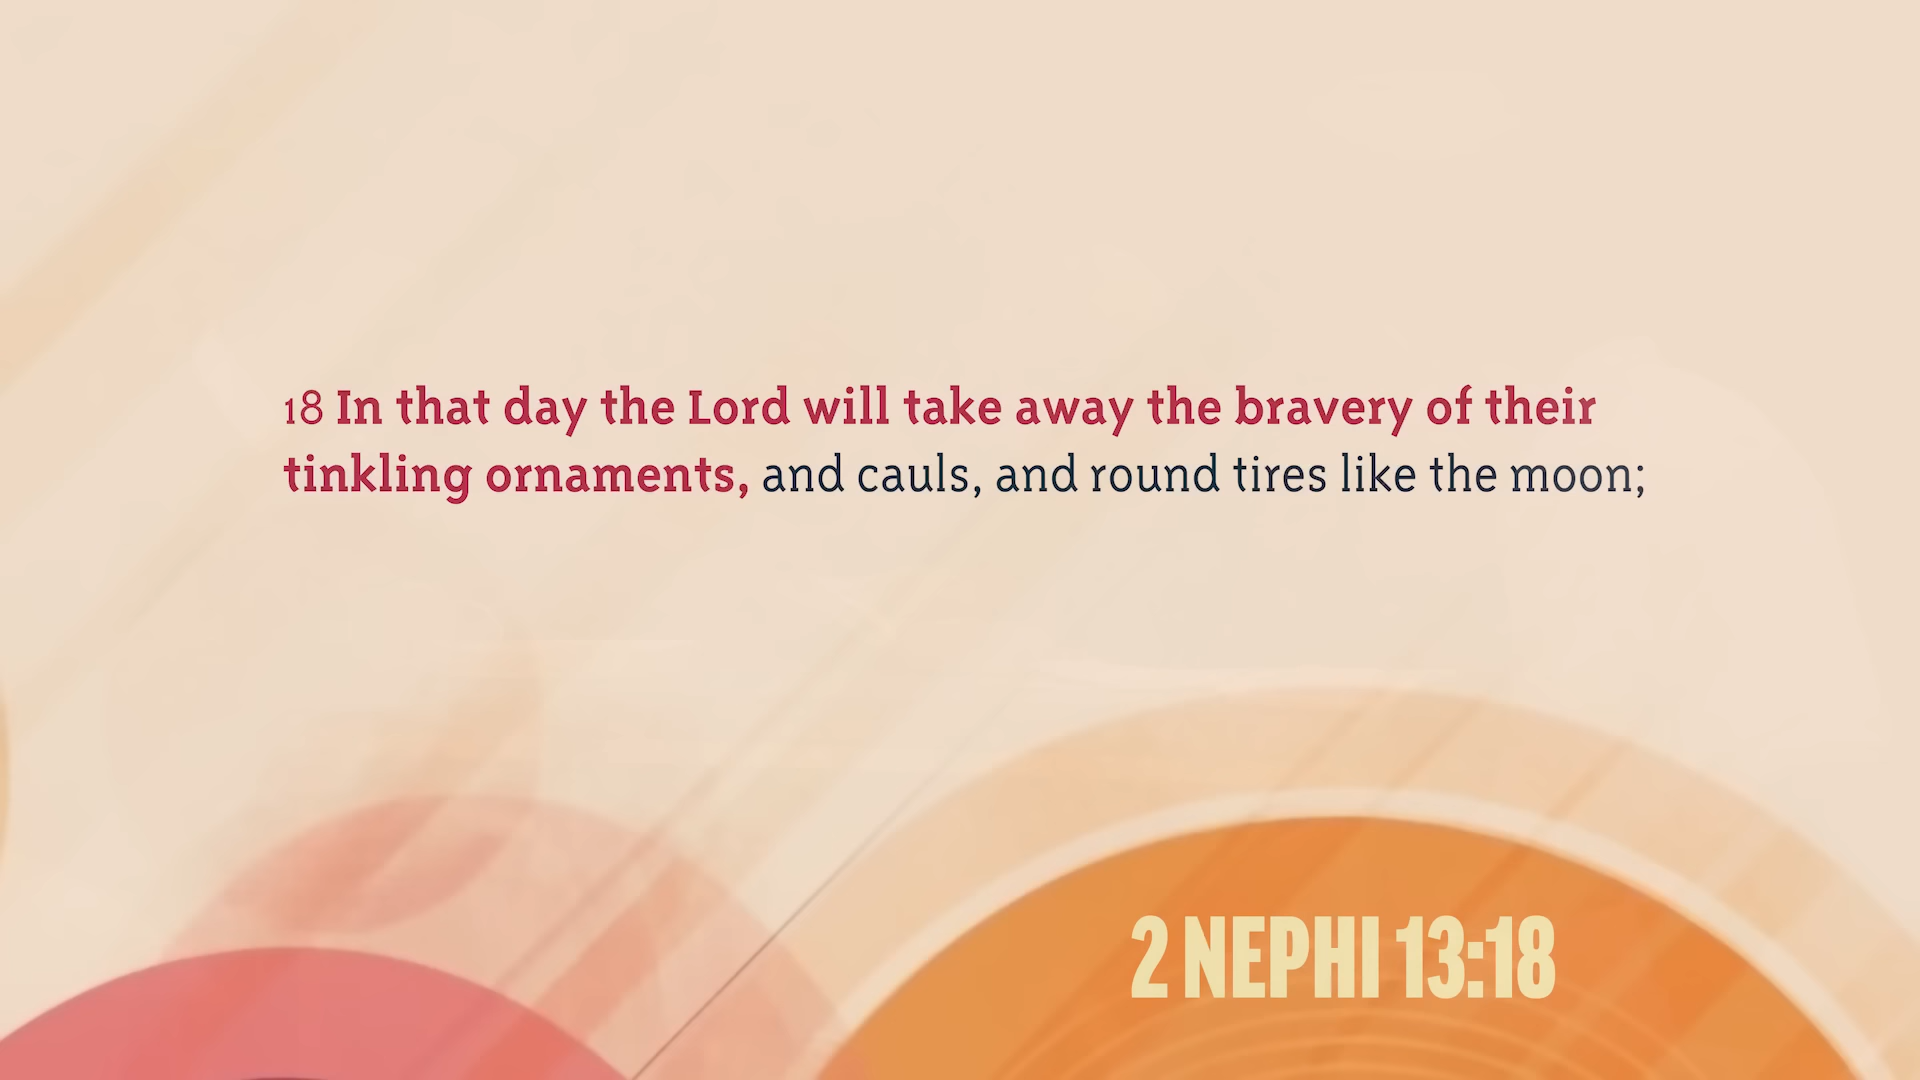 18 In that day the Lord will take away the bravery of their
tinkling ornaments, and cauls, and round tires like the moon;
2 NEPHI 13:18